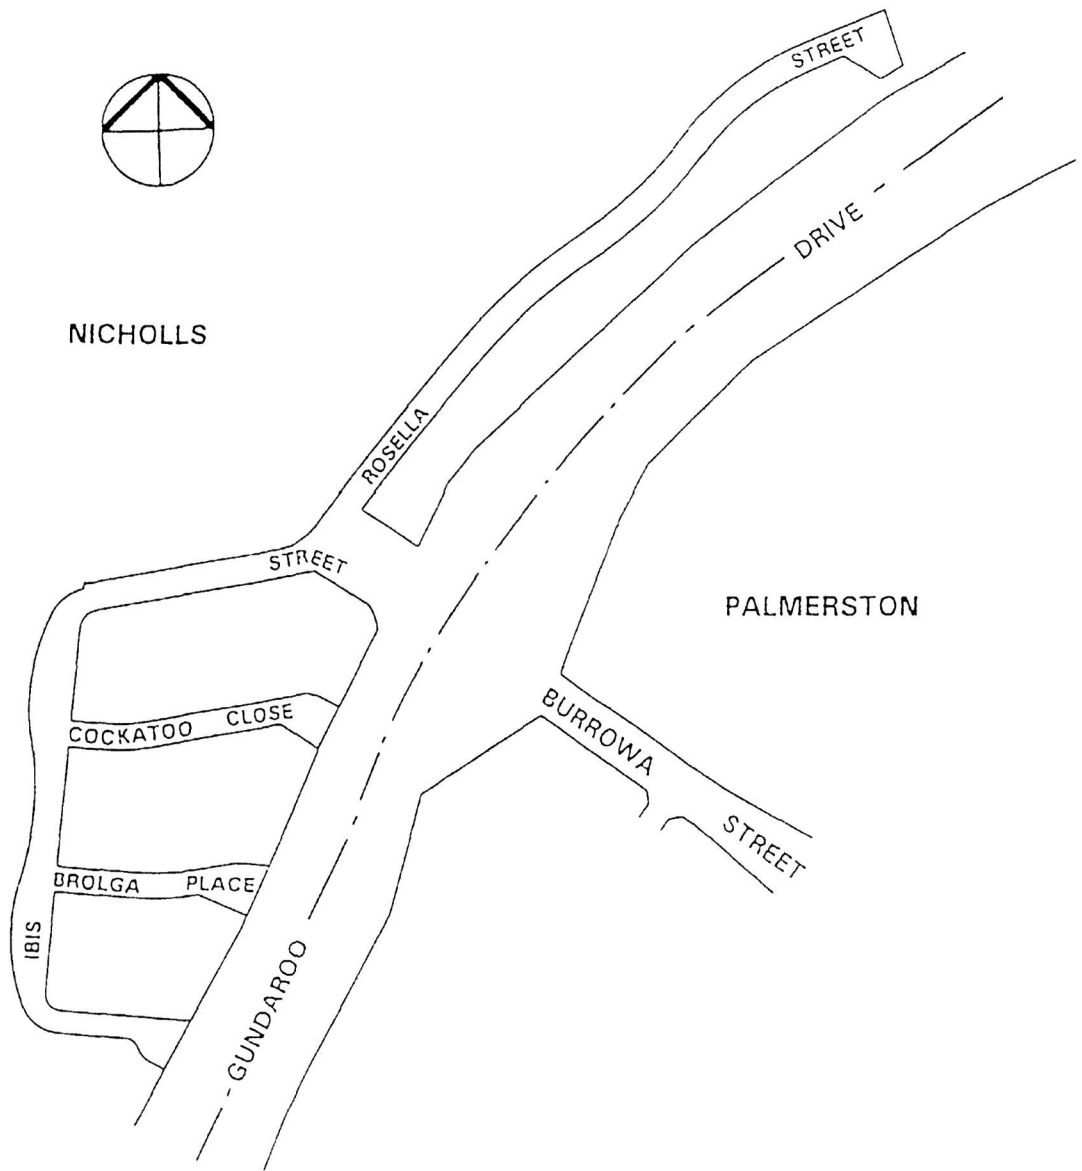 STREET
DRIVE
NICHOLLS
ROSELLA
STREET
PALMERSTON
COCKATOO CLOSE
BURROWA
STREET
BROLGA PLACE
IBIS
GUNDAROO